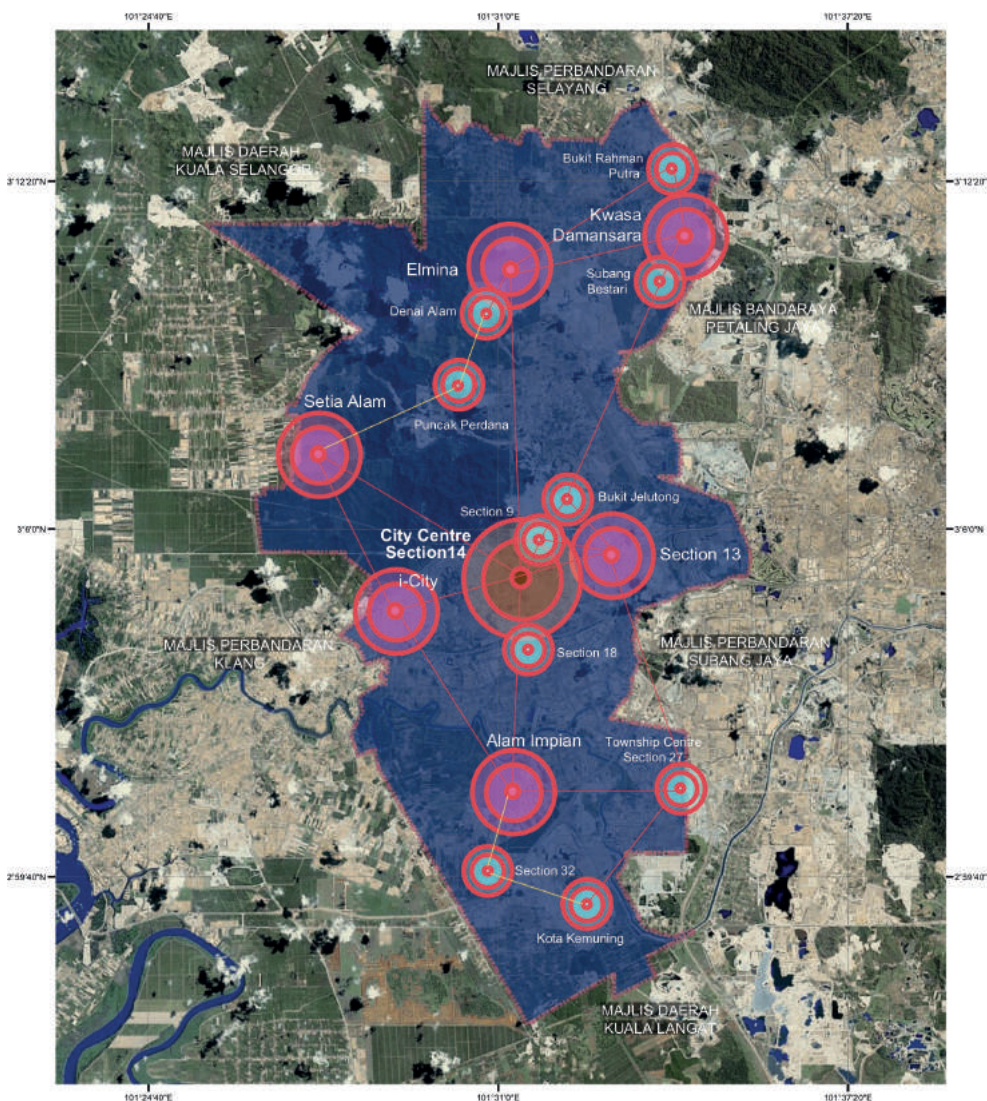 101°24'40"E
101°31'0"E
101°37'20"E
MAJLIS PERBANDARAN
SELAYANG
MAJLIS DAERAH
KUALA SELANGOR
Bukit Rahman
Putra
3°12'20"N
3°12'20"N
Kwasa
Damansara
Elmina
Subang
Bestari
Denai Alam
MAJLIS BANDARAYA
PETALING JAYA
Setia Alam
Puncak Perdana
Bukit Jelutong
Section 9
3°6'0"N
3°6'0"N
City Centre
Section14
Section 13
i-City
MAJLIS PERBANDARAN
KLANG
Section 18
MAJLIS PERBANDARAN
SUBANG JAYA
Alam Impian
Township Centre
Section 27
2°59'40"N
2°59'40"N
Section 32
Kota Kemuning
MAJLIS DAERAH
KUALA LANGAT
101°24'40"E
101°31'0"E
101°37'20"E